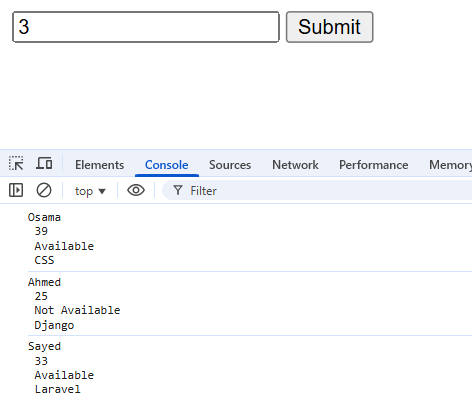 3 Submit
Elements Console Sources Network Performance Memory
top Filter
Osama
39
Available
CSS
Ahmed
25
Not Available
Django
Sayed
33
Available
Laravel